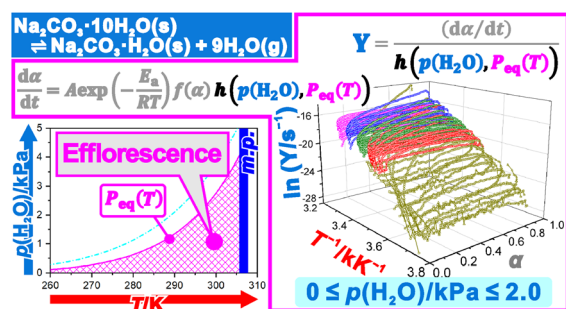 Na₂CO₃·10H₂O(s)
⇌ Na₂CO₃·H₂O(s) + 9H₂O(g)
dα/dt = Aexp(−Eₐ/RT) f(α) h(p(H₂O), Peq(T))
Y = (dα/dt) / h(p(H₂O), Peq(T))
5
4
3
2
1
0
p(H₂O)/kPa
Efflorescence
Peq(T)
m.p.
260 270 280 290 300 310
T/K
ln (Y/s⁻¹)
-16
-20
-24
-28
3.2
3.4
3.6
3.8
T⁻¹/kK⁻¹
0.0 0.2 0.4 0.6 0.8 1.0
α
0 ≤ p(H₂O)/kPa ≤ 2.0